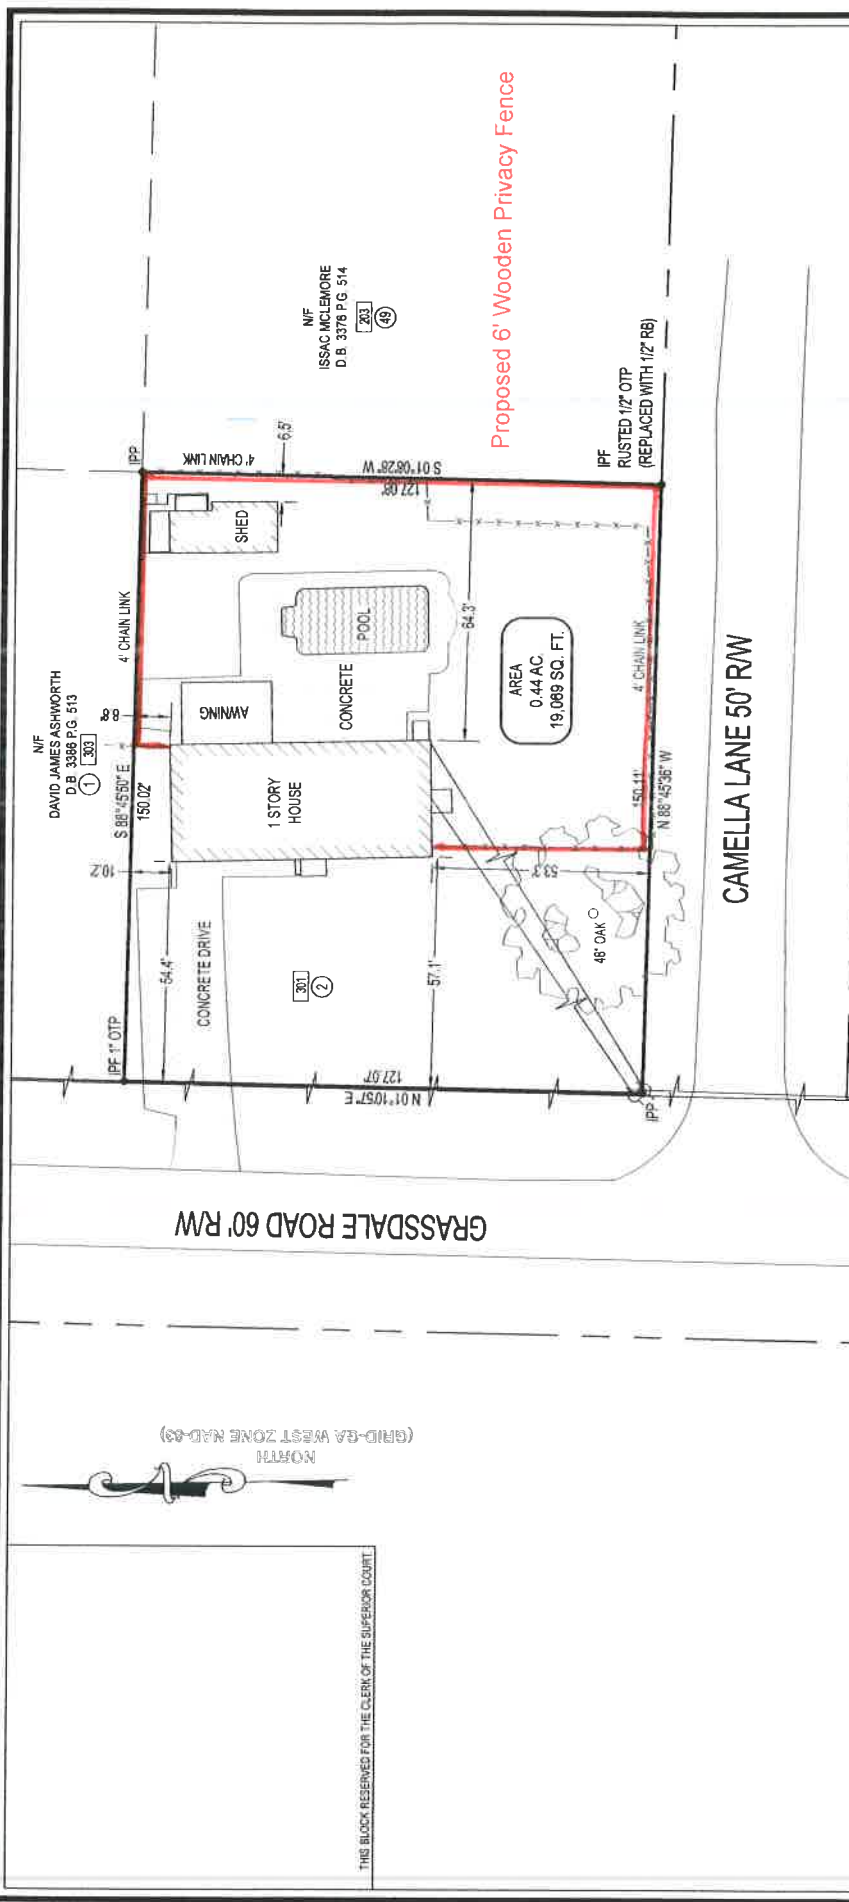 Proposed 6' Wooden Privacy Fence
N/F
ISSAC MCLEMORE
D.B. 3376 P.G. 514
203
49
IPP
4' CHAIN LINK
6.5'
S 01°08'28" W
127.08'
IPF
RUSTED 1/2" OTP
(REPLACED WITH 1/2" RB)
N/F
DAVID JAMES ASHWORTH
D.B. 3386 P.G. 513
1
303
4' CHAIN LINK
S 88°45'50" E
150.02'
8.8'
10.2'
SHED
POOL
AWNING
CONCRETE
64.3'
AREA
0.44 AC.
19,069 SQ. FT.
4' CHAIN LINK
150.11'
N 88°45'36" W
1 STORY
HOUSE
53.3'
48" OAK
CAMELLA LANE 50' R/W
54.4'
CONCRETE DRIVE
301
2
57.1'
IPF 1" OTP
127.07'
N 01°10'57" E
IPP
GRASSDALE ROAD 60' R/W
NORTH
(GRID-GA WEST ZONE NAD-83)
THIS BLOCK RESERVED FOR THE CLERK OF THE SUPERIOR COURT